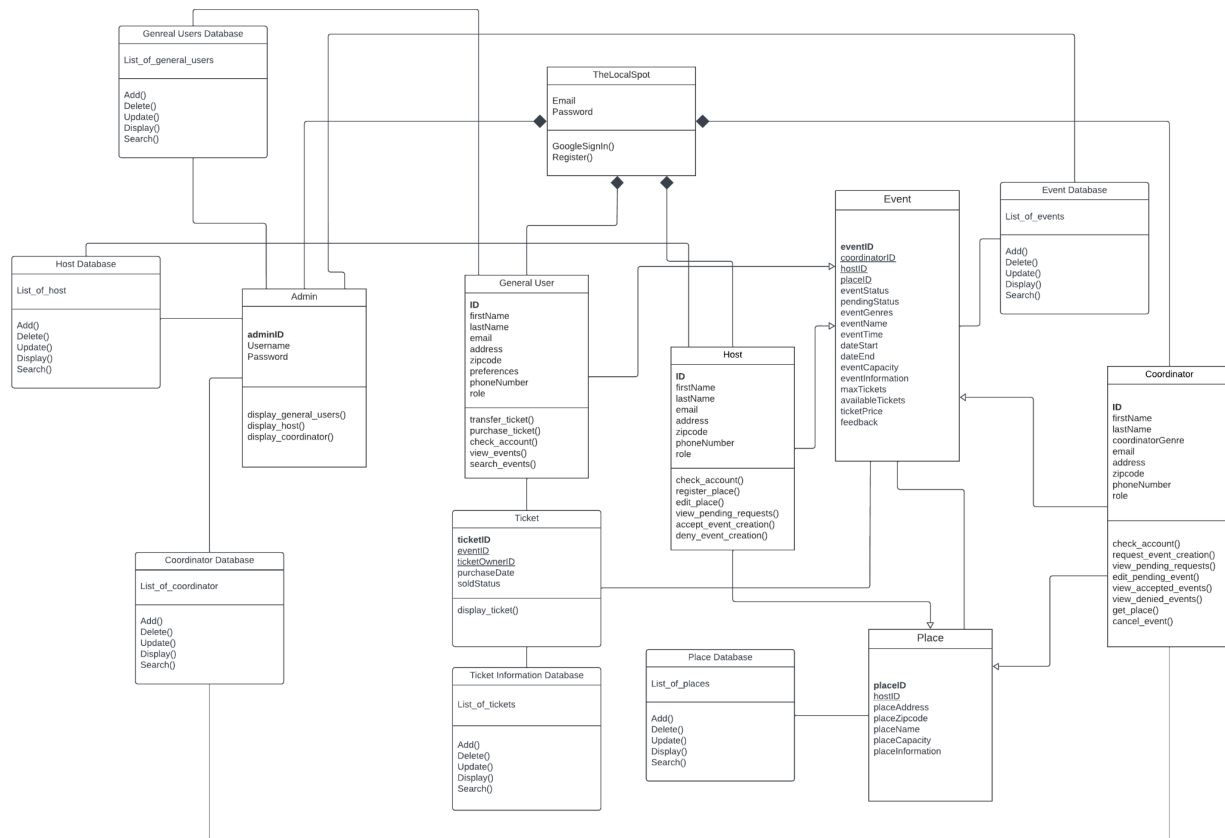 Genreal Users Database
List_of_general_users
Add()
Delete()
Update()
Display()
Search()
TheLocalSpot
Email
Password
GoogleSignIn()
Register()
Event
eventID
coordinatorID
hostID
placeID
eventStatus
pendingStatus
eventGenres
eventName
eventTime
dateStart
dateEnd
eventCapacity
eventInformation
maxTickets
availableTickets
ticketPrice
feedback
Event Database
List_of_events
Add()
Delete()
Update()
Display()
Search()
Host Database
List_of_host
Add()
Delete()
Update()
Display()
Search()
Admin
adminID
Username
Password
display_general_users()
display_host()
display_coordinator()
General User
ID
firstName
lastName
email
address
zipcode
preferences
phoneNumber
role
transfer_ticket()
purchase_ticket()
check_account()
view_events()
search_events()
Host
ID
firstName
lastName
email
address
zipcode
phoneNumber
role
check_account()
register_place()
edit_place()
view_pending_requests()
accept_event_creation()
deny_event_creation()
Coordinator
ID
firstName
lastName
coordinatorGenre
email
address
zipcode
phoneNumber
role
check_account()
request_event_creation()
view_pending_requests()
edit_pending_event()
view_accepted_events()
view_denied_events()
get_place()
cancel_event()
Ticket
ticketID
eventID
ticketOwnerID
purchaseDate
soldStatus
display_ticket()
Coordinator Database
List_of_coordinator
Add()
Delete()
Update()
Display()
Search()
Ticket Information Database
List_of_tickets
Add()
Delete()
Update()
Display()
Search()
Place Database
List_of_places
Add()
Delete()
Update()
Display()
Search()
Place
placeID
hostID
placeAddress
placeZipcode
placeName
placeCapacity
placeInformation